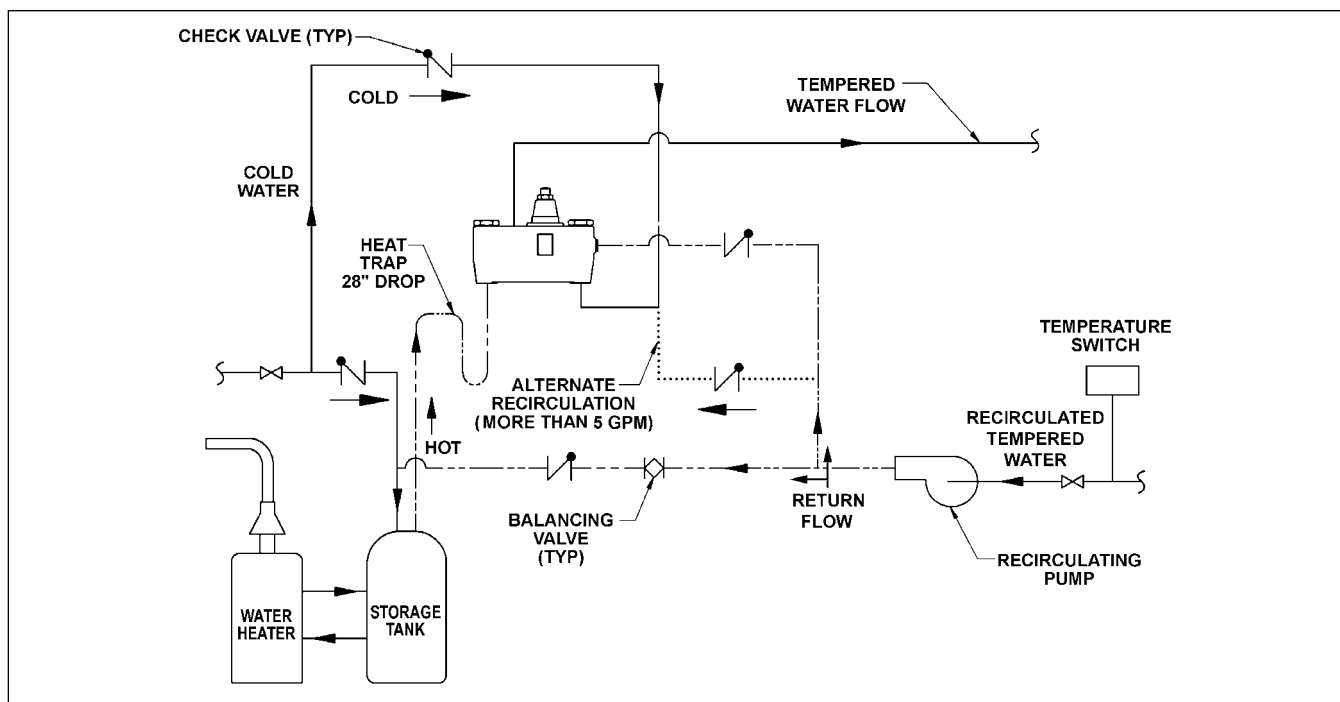 CHECK VALVE (TYP)
COLD
TEMPERED
WATER FLOW
COLD
WATER
HEAT
TRAP
28" DROP
TEMPERATURE
SWITCH
ALTERNATE
RECIRCULATION
(MORE THAN 5 GPM)
HOT
RECIRCULATED
TEMPERED
WATER
RETURN
FLOW
BALANCING
VALVE
(TYP)
RECIRCULATING
PUMP
WATER
HEATER
STORAGE
TANK